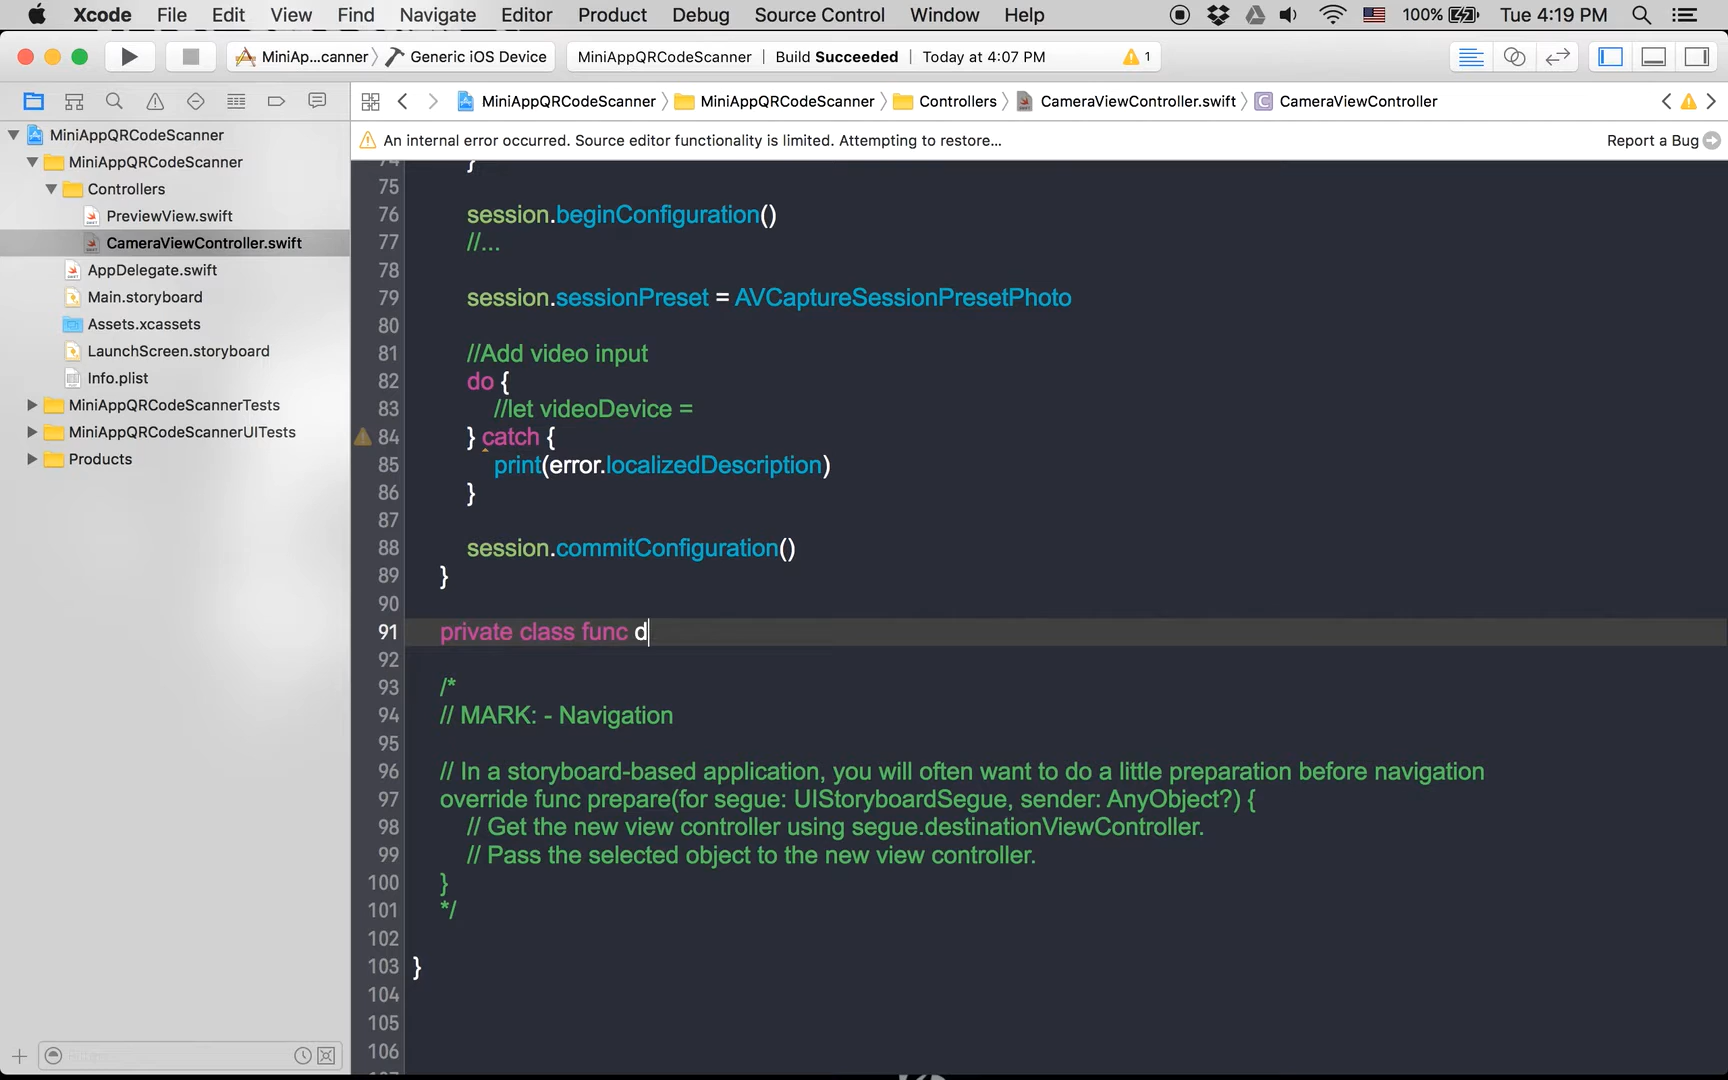 Xcode File Edit View Find Navigate Editor Product Debug Source Control Window Help 100% Tue 4:19 PM
MiniAp...canner Generic iOS Device MiniAppQRCodeScanner Build Succeeded Today at 4:07 PM 1
MiniAppQRCodeScanner MiniAppQRCodeScanner Controllers CameraViewController.swift C CameraViewController
An internal error occurred. Source editor functionality is limited. Attempting to restore... Report a Bug
MiniAppQRCodeScanner
MiniAppQRCodeScanner
Controllers
PreviewView.swift
CameraViewController.swift
AppDelegate.swift
Main.storyboard
Assets.xcassets
LaunchScreen.storyboard
Info.plist
MiniAppQRCodeScannerTests
MiniAppQRCodeScannerUITests
Products
74 }
75
76 session.beginConfiguration()
77 //...
78
79 session.sessionPreset = AVCaptureSessionPresetPhoto
80
81 //Add video input
82 do {
83 //let videoDevice =
84 } catch {
85 print(error.localizedDescription)
86 }
87
88 session.commitConfiguration()
89 }
90
91 private class func d
92
93 /*
94 // MARK: - Navigation
95
96 // In a storyboard-based application, you will often want to do a little preparation before navigation
97 override func prepare(for segue: UIStoryboardSegue, sender: AnyObject?) {
98 // Get the new view controller using segue.destinationViewController.
99 // Pass the selected object to the new view controller.
100 }
101 */
102
103 }
104
105
106